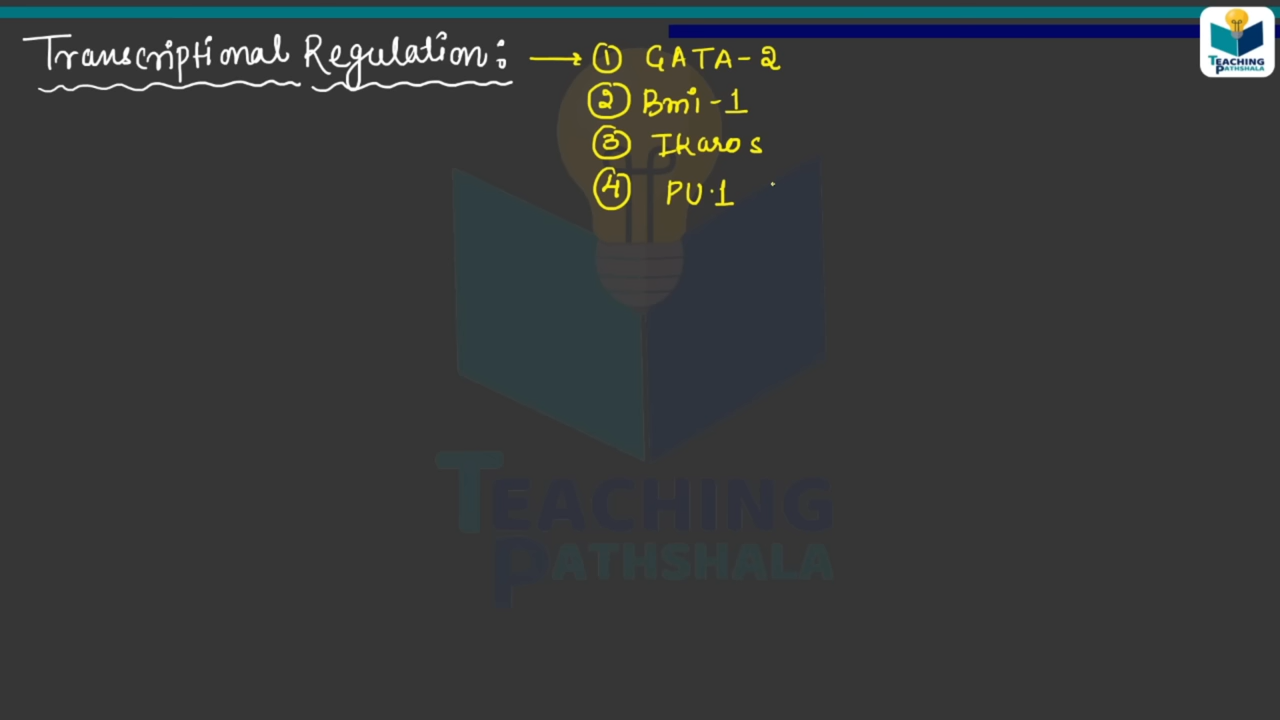 Transcriptional Regulation: → ① GATA-2
② Bmi-1
③ Ikaros
④ PU.1
TEACHING
PATHSHALA
TEACHING
PATHSHALA